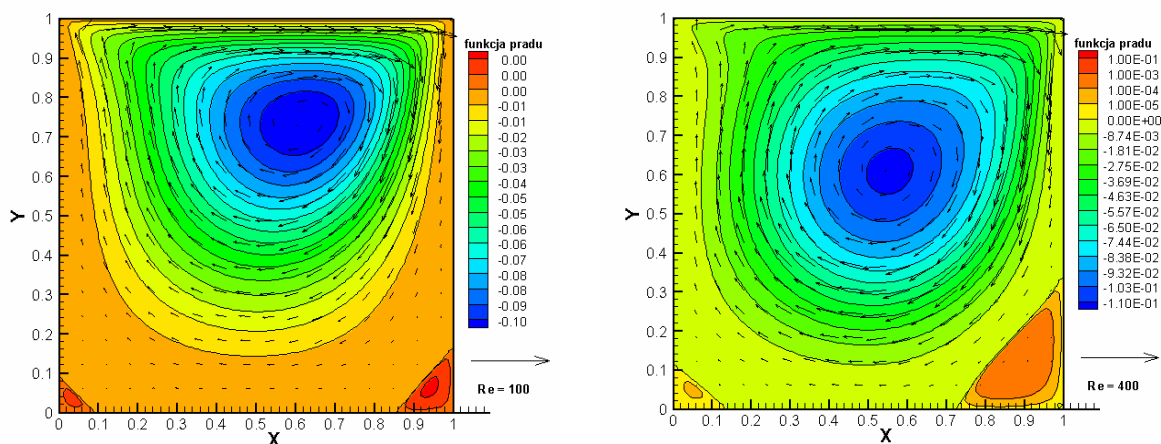 1
0.9
0.8
0.7
0.6
0.5
0.4
0.3
0.2
0.1
0
Y
0 0.1 0.2 0.3 0.4 0.5 0.6 0.7 0.8 0.9 1
X
funkcja pradu
0.00
0.00
0.00
-0.01
-0.02
-0.03
-0.03
-0.04
-0.05
-0.06
-0.06
-0.07
-0.08
-0.08
-0.09
-0.10
Re = 100
1
0.9
0.8
0.7
0.6
0.5
0.4
0.3
0.2
0.1
0
Y
0 0.1 0.2 0.3 0.4 0.5 0.6 0.7 0.8 0.9 1
X
funkcja pradu
1.00E-01
1.00E-03
1.00E-04
1.00E-05
0.00E+00
-8.74E-03
-1.81E-02
-2.75E-02
-3.69E-02
-4.63E-02
-5.57E-02
-6.50E-02
-7.44E-02
-8.38E-02
-9.32E-02
-1.03E-01
-1.10E-01
Re = 400